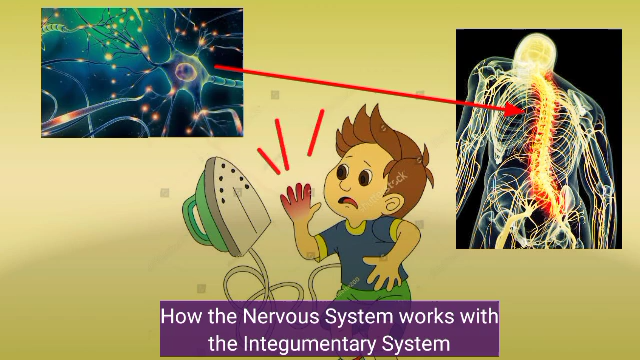 How the Nervous System works with
the Integumentary System